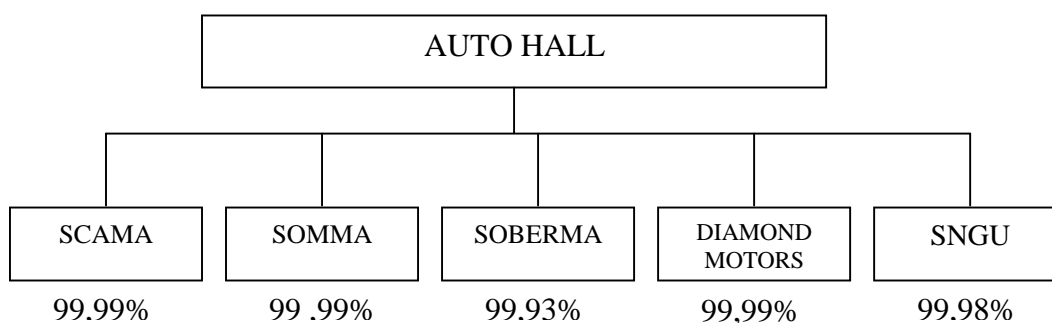 AUTO HALL
SCAMA
SOMMA
SOBERMA
DIAMOND
MOTORS
SNGU
99,99%
99 ,99%
99,93%
99,99%
99,98%